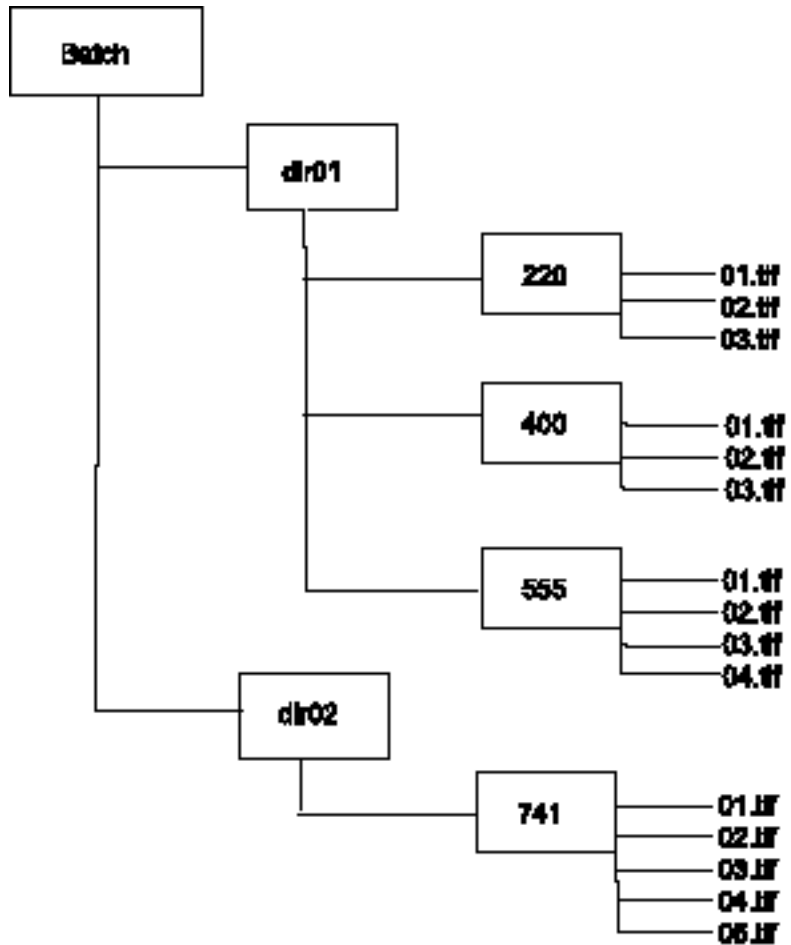 Batch
dir01
220
01.tif
02.tif
03.tif
400
01.tif
02.tif
03.tif
555
01.tif
02.tif
03.tif
04.tif
dir02
741
01.tif
02.tif
03.tif
04.tif
05.tif